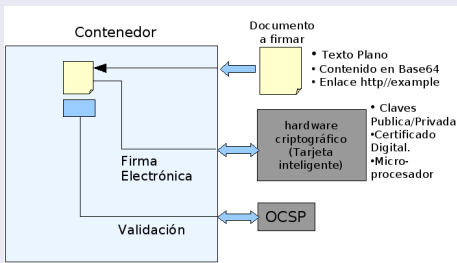 Contenedor
Documento
a firmar
• Texto Plano
• Contenido en Base64
• Enlace http//example
hardware
criptográfico
(Tarjeta
inteligente)
• Claves
Publica/Privada
•Certificado
Digital.
•Micro-
procesador
Firma
Electrónica
OCSP
Validación